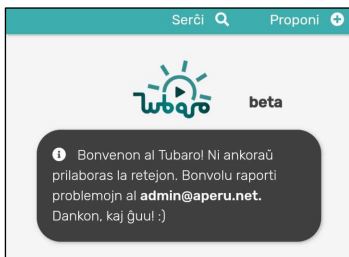 Serĉi Proponi
Tubaro beta
Bonvenon al Tubaro! Ni ankoraŭ
prilaboras la retejon. Bonvolu raporti
problemojn al admin@aperu.net.
Dankon, kaj ĝuu! :)